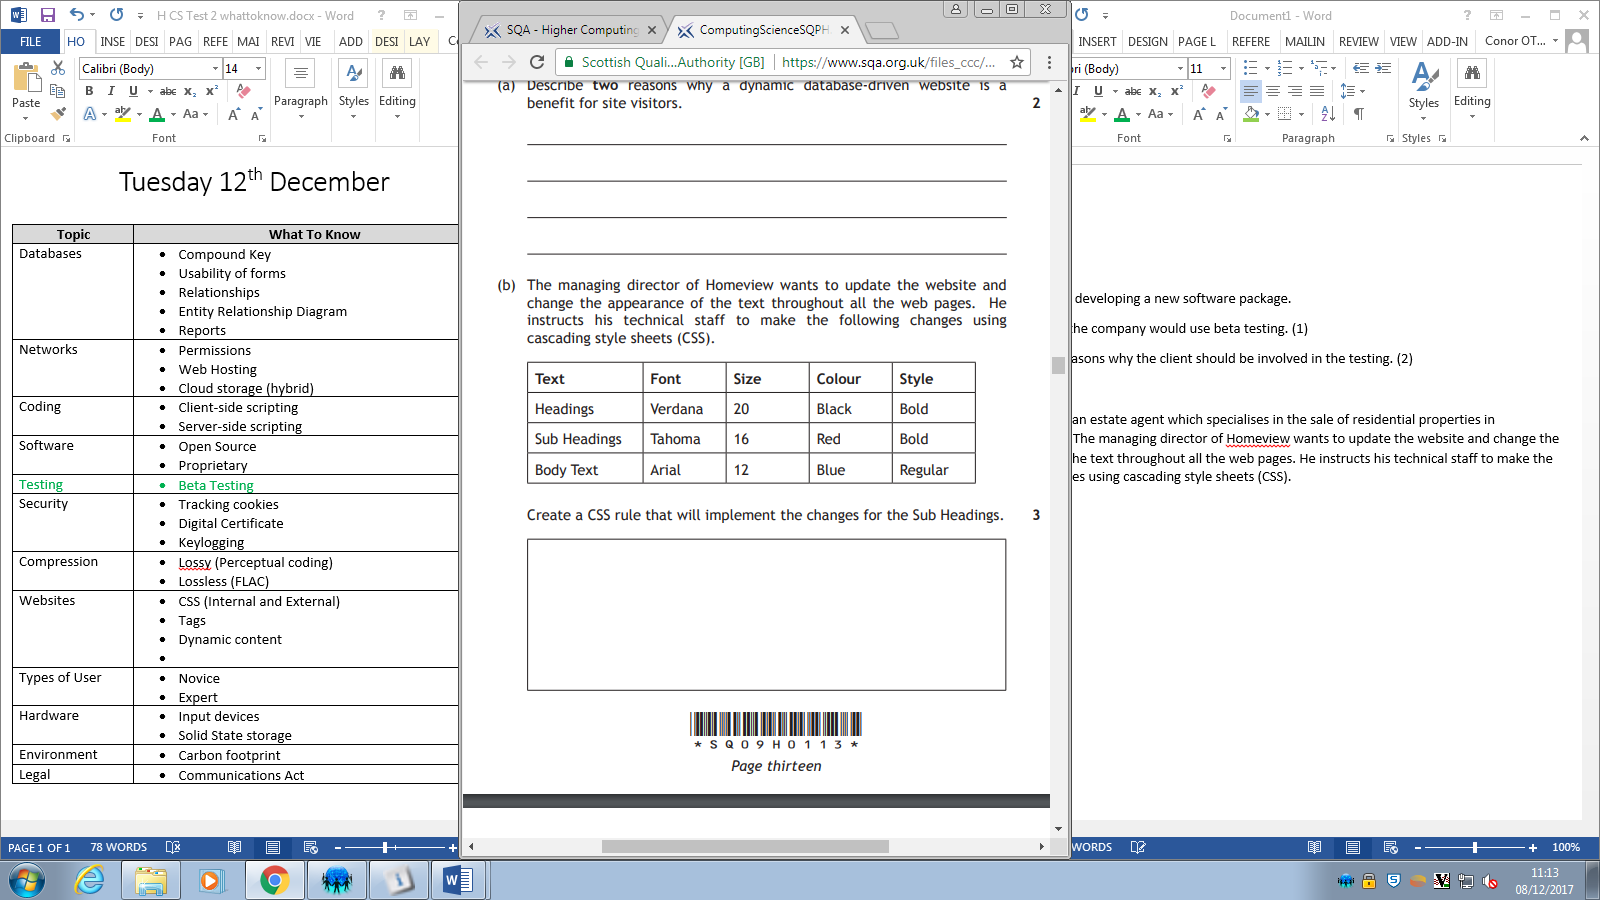 H CS Test 2 whattoknow.docx - Word
FILE HO INSE DESI PAG REFE MAI REVI VIE ADD DESI LAY
Calibri (Body) 14
Paste
B I U abc x₂ x²
A ab A Aa A A
Paragraph Styles Editing
Clipboard Font
Tuesday 12th December
Topic What To Know
Databases
• Compound Key
• Usability of forms
• Relationships
• Entity Relationship Diagram
• Reports
Networks
• Permissions
• Web Hosting
• Cloud storage (hybrid)
Coding
• Client-side scripting
• Server-side scripting
Software
• Open Source
• Proprietary
Testing
• Beta Testing
Security
• Tracking cookies
• Digital Certificate
• Keylogging
Compression
• Lossy (Perceptual coding)
• Lossless (FLAC)
Websites
• CSS (Internal and External)
• Tags
• Dynamic content
•
Types of User
• Novice
• Expert
Hardware
• Input devices
• Solid State storage
Environment
• Carbon footprint
Legal
• Communications Act
PAGE 1 OF 1 78 WORDS
SQA - Higher Computing ComputingScienceSQPH
Scottish Quali...Authority [GB] https://www.sqa.org.uk/files_ccc/...
(a) Describe two reasons why a dynamic database-driven website is a
benefit for site visitors. 2
(b) The managing director of Homeview wants to update the website and
change the appearance of the text throughout all the web pages. He
instructs his technical staff to make the following changes using
cascading style sheets (CSS).
Text Font Size Colour Style
Headings Verdana 20 Black Bold
Sub Headings Tahoma 16 Red Bold
Body Text Arial 12 Blue Regular
Create a CSS rule that will implement the changes for the Sub Headings. 3
* S Q 0 9 H 0 1 1 3 *
Page thirteen
Document1 - Word
INSERT DESIGN PAGE L REFERE MAILIN REVIEW VIEW ADD-IN Conor OT...
ri (Body) 11
I U abc x₂ x²
ab A Aa A A
Styles Editing
Font Paragraph Styles
developing a new software package.
he company would use beta testing. (1)
asons why the client should be involved in the testing. (2)
an estate agent which specialises in the sale of residential properties in
The managing director of Homeview wants to update the website and change the
he text throughout all the web pages. He instructs his technical staff to make the
es using cascading style sheets (CSS).
WORDS 100%
11:13
08/12/2017